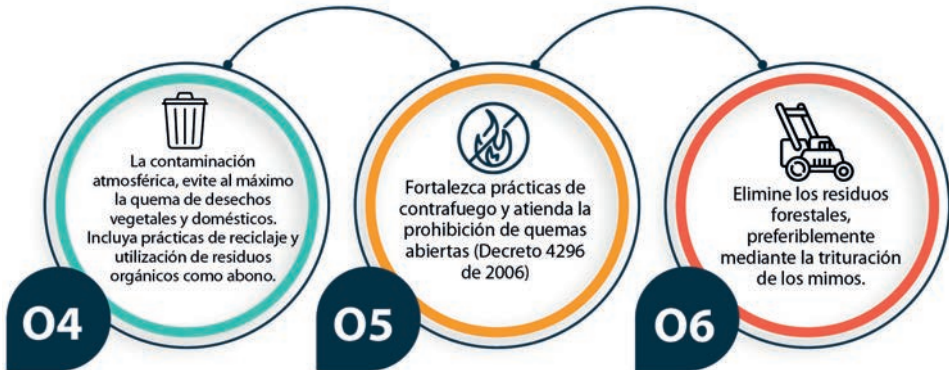 La contaminación
atmosférica, evite al máximo
la quema de desechos
vegetales y domésticos.
Incluya prácticas de reciclaje y
utilización de residuos
orgánicos como abono.
04
Fortalezca prácticas de
contrafuego y atienda la
prohibición de quemas
abiertas (Decreto 4296
de 2006)
05
Elimine los residuos
forestales,
preferiblemente
mediante la trituración
de los mimos.
06